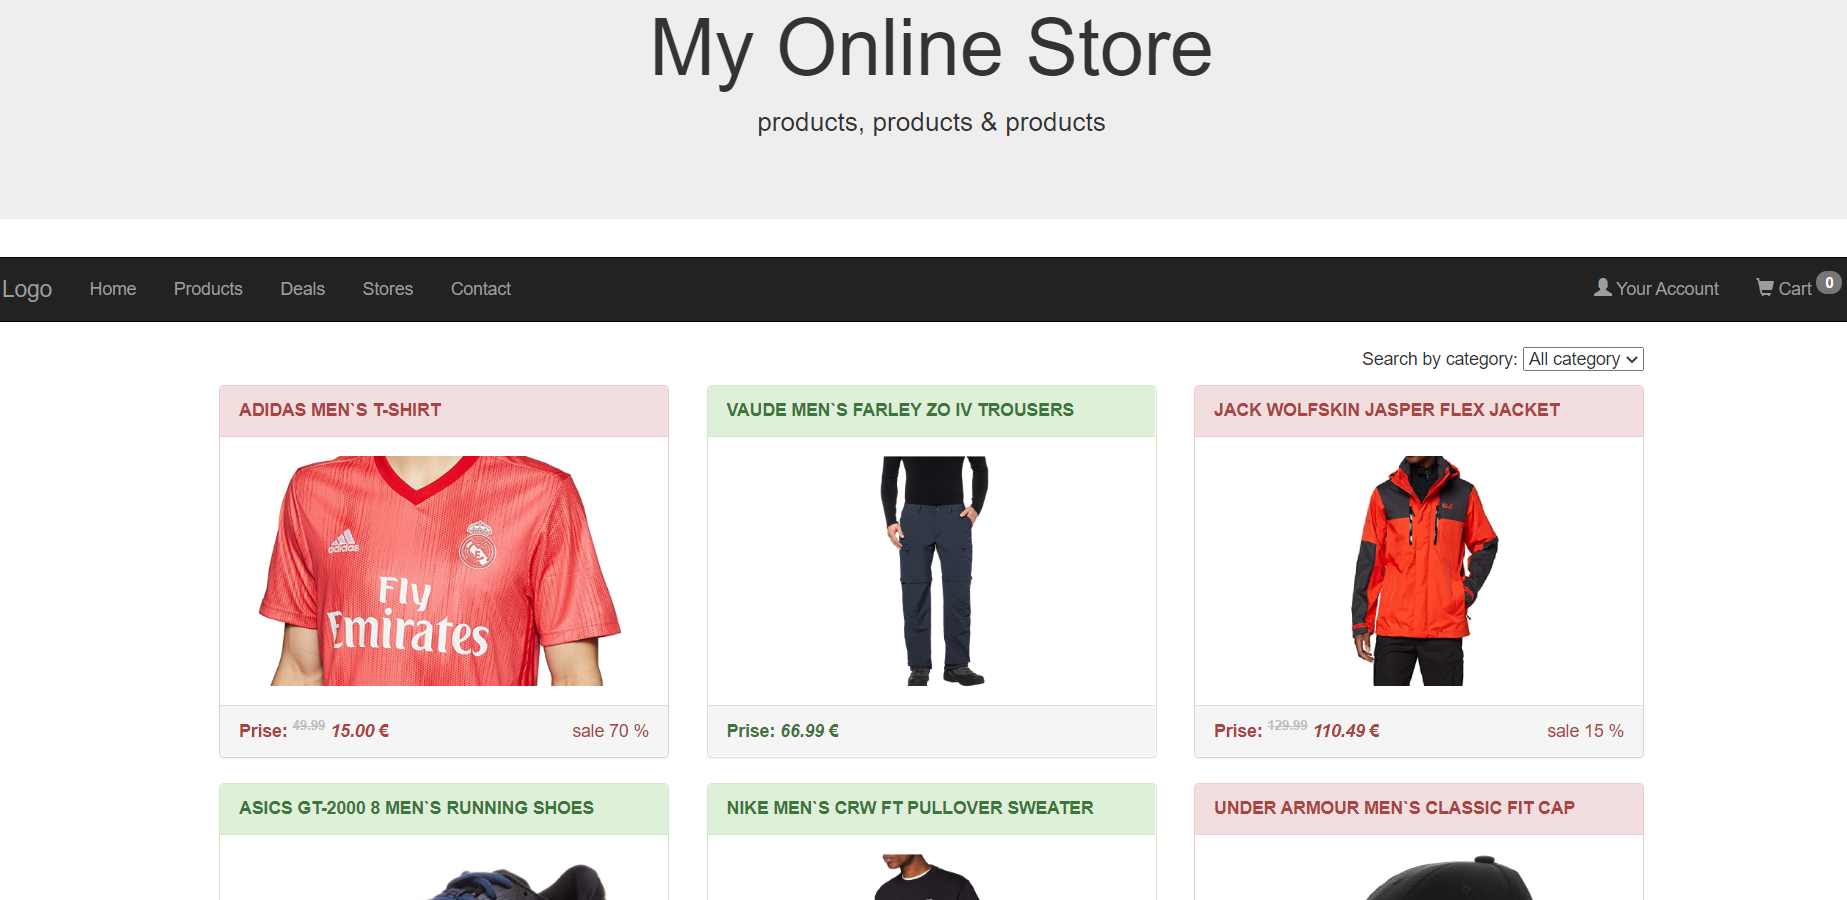 My Online Store
products, products & products
Logo Home Products Deals Stores Contact Your Account Cart 0
Search by category: All category
ADIDAS MEN`S T-SHIRT
VAUDE MEN`S FARLEY ZO IV TROUSERS
JACK WOLFSKIN JASPER FLEX JACKET
adidas
Fly
Emirates
Prise: 49.99 15.00 € sale 70 %
Prise: 66.99 €
Prise: 129.99 110.49 € sale 15 %
ASICS GT-2000 8 MEN`S RUNNING SHOES
NIKE MEN`S CRW FT PULLOVER SWEATER
UNDER ARMOUR MEN`S CLASSIC FIT CAP